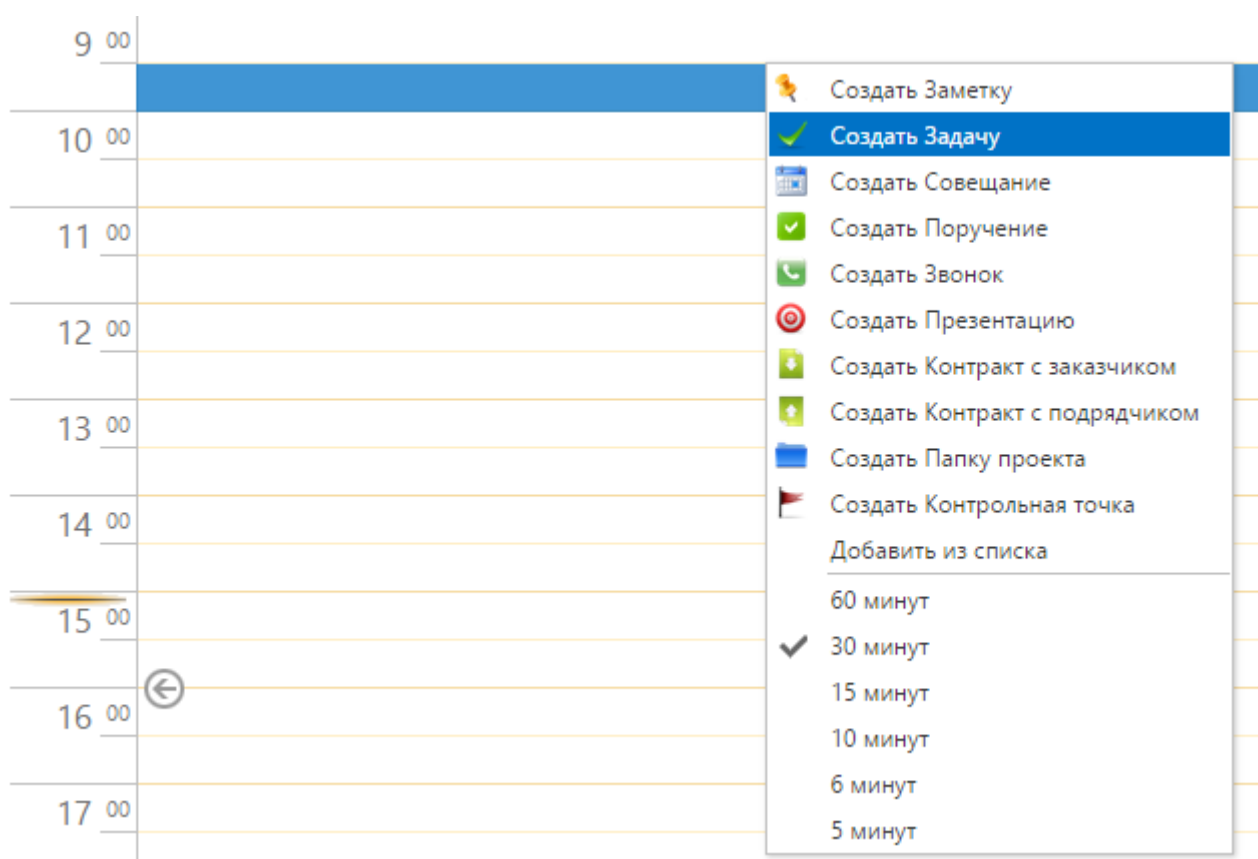 9 00
10 00
11 00
12 00
13 00
14 00
15 00
16 00
17 00
Создать Заметку
Создать Задачу
Создать Совещание
Создать Поручение
Создать Звонок
Создать Презентацию
Создать Контракт с заказчиком
Создать Контракт с подрядчиком
Создать Папку проекта
Создать Контрольная точка
Добавить из списка
60 минут
30 минут
15 минут
10 минут
6 минут
5 минут